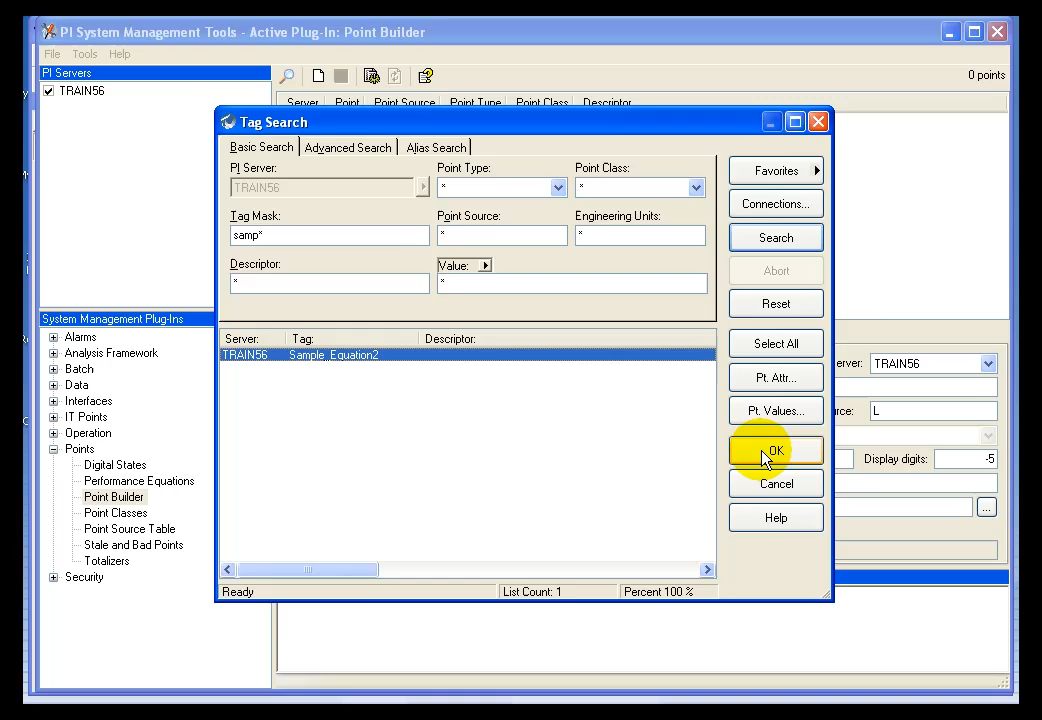 PI System Management Tools - Active Plug-In: Point Builder
File Tools Help
PI Servers
TRAIN56
0 points
Server Point Point Source Point Type Point Class Descriptor
Tag Search
Basic Search Advanced Search Alias Search
PI Server: Point Type: Point Class:
TRAIN56 * *
Tag Mask: Point Source: Engineering Units:
samp* * *
Descriptor: Value:
* *
Favorites
Connections...
Search
Abort
Reset
Select All
Pt. Attr...
Pt. Values...
OK
Cancel
Help
Server: Tag: Descriptor:
TRAIN56 Sample_Equation2
Ready List Count: 1 Percent 100 %
System Management Plug-Ins
Alarms
Analysis Framework
Batch
Data
Interfaces
IT Points
Operation
Points
Digital States
Performance Equations
Point Builder
Point Classes
Point Source Table
Stale and Bad Points
Totalizers
Security
erver: TRAIN56
rce: L
Display digits: -5
...